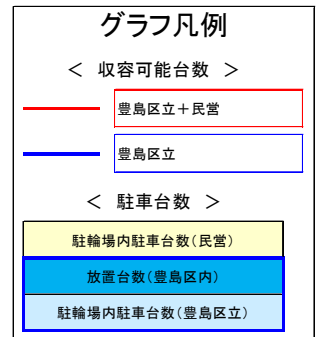 グラフ凡例
＜ 収容可能台数 ＞
豊島区立＋民営
豊島区立
＜ 駐車台数 ＞
駐輪場内駐車台数(民営)
放置台数(豊島区内)
駐輪場内駐車台数(豊島区立)